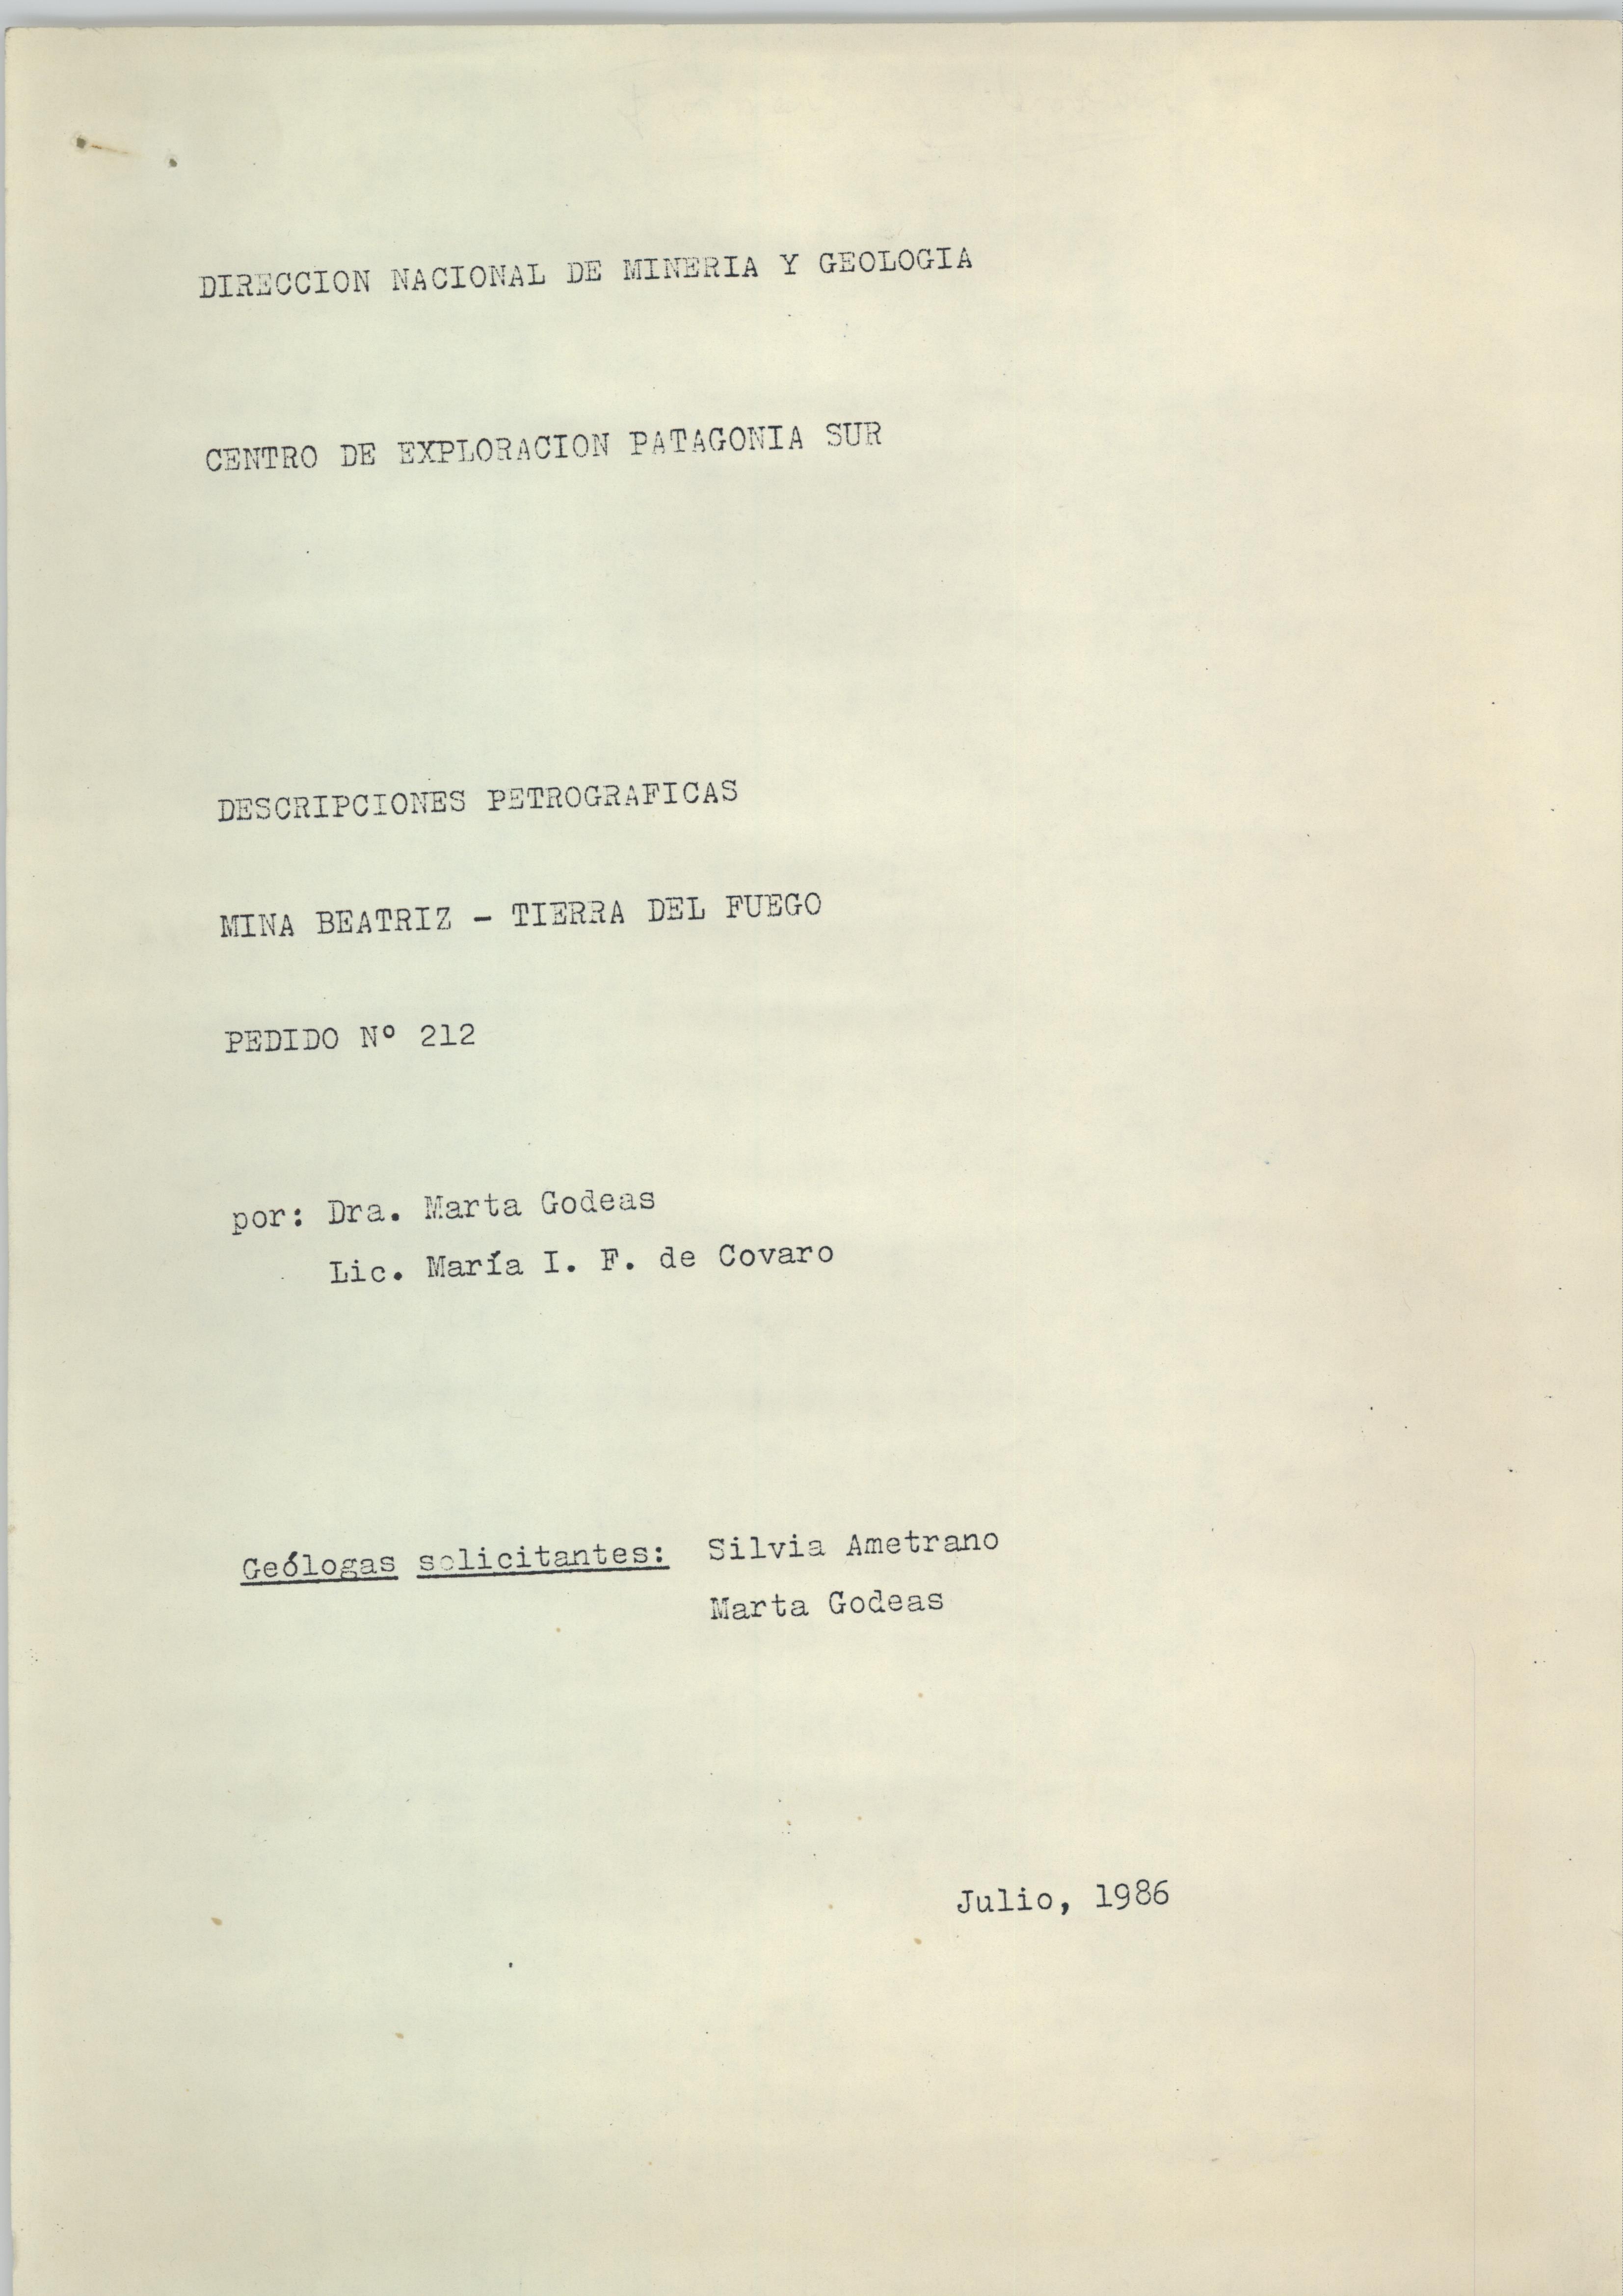 DIRECCION NACIONAL DE MINERIA Y GEOLOGIA
CENTRO DE EXPLORACION PATAGONIA SUR
DESCRIPCIONES PETROGRAFICAS
MINA BEATRIZ - TIERRA DEL FUEGO
PEDIDO Nº 212
por: Dra. Marta Godeas
Lic. María I. F. de Covaro
Geólogas solicitantes: Silvia Ametrano
Marta Godeas
Julio, 1986